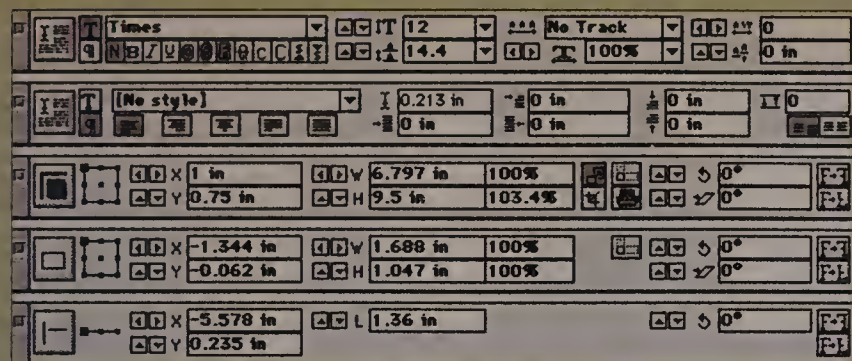 T Times T 12 No Track 0
¶ N B I U C C 14.4 100% 0 in
T [No style] 0.213 in 0 in 0 in 0
¶ 0 in 0 in 0 in
X 1 in W 6.797 in 100% 0°
Y 0.75 in H 9.5 in 103.4% 0°
X -1.344 in W 1.688 in 100% 0°
Y -0.062 in H 1.047 in 100% 0°
X -5.578 in L 1.36 in 0°
Y 0.235 in